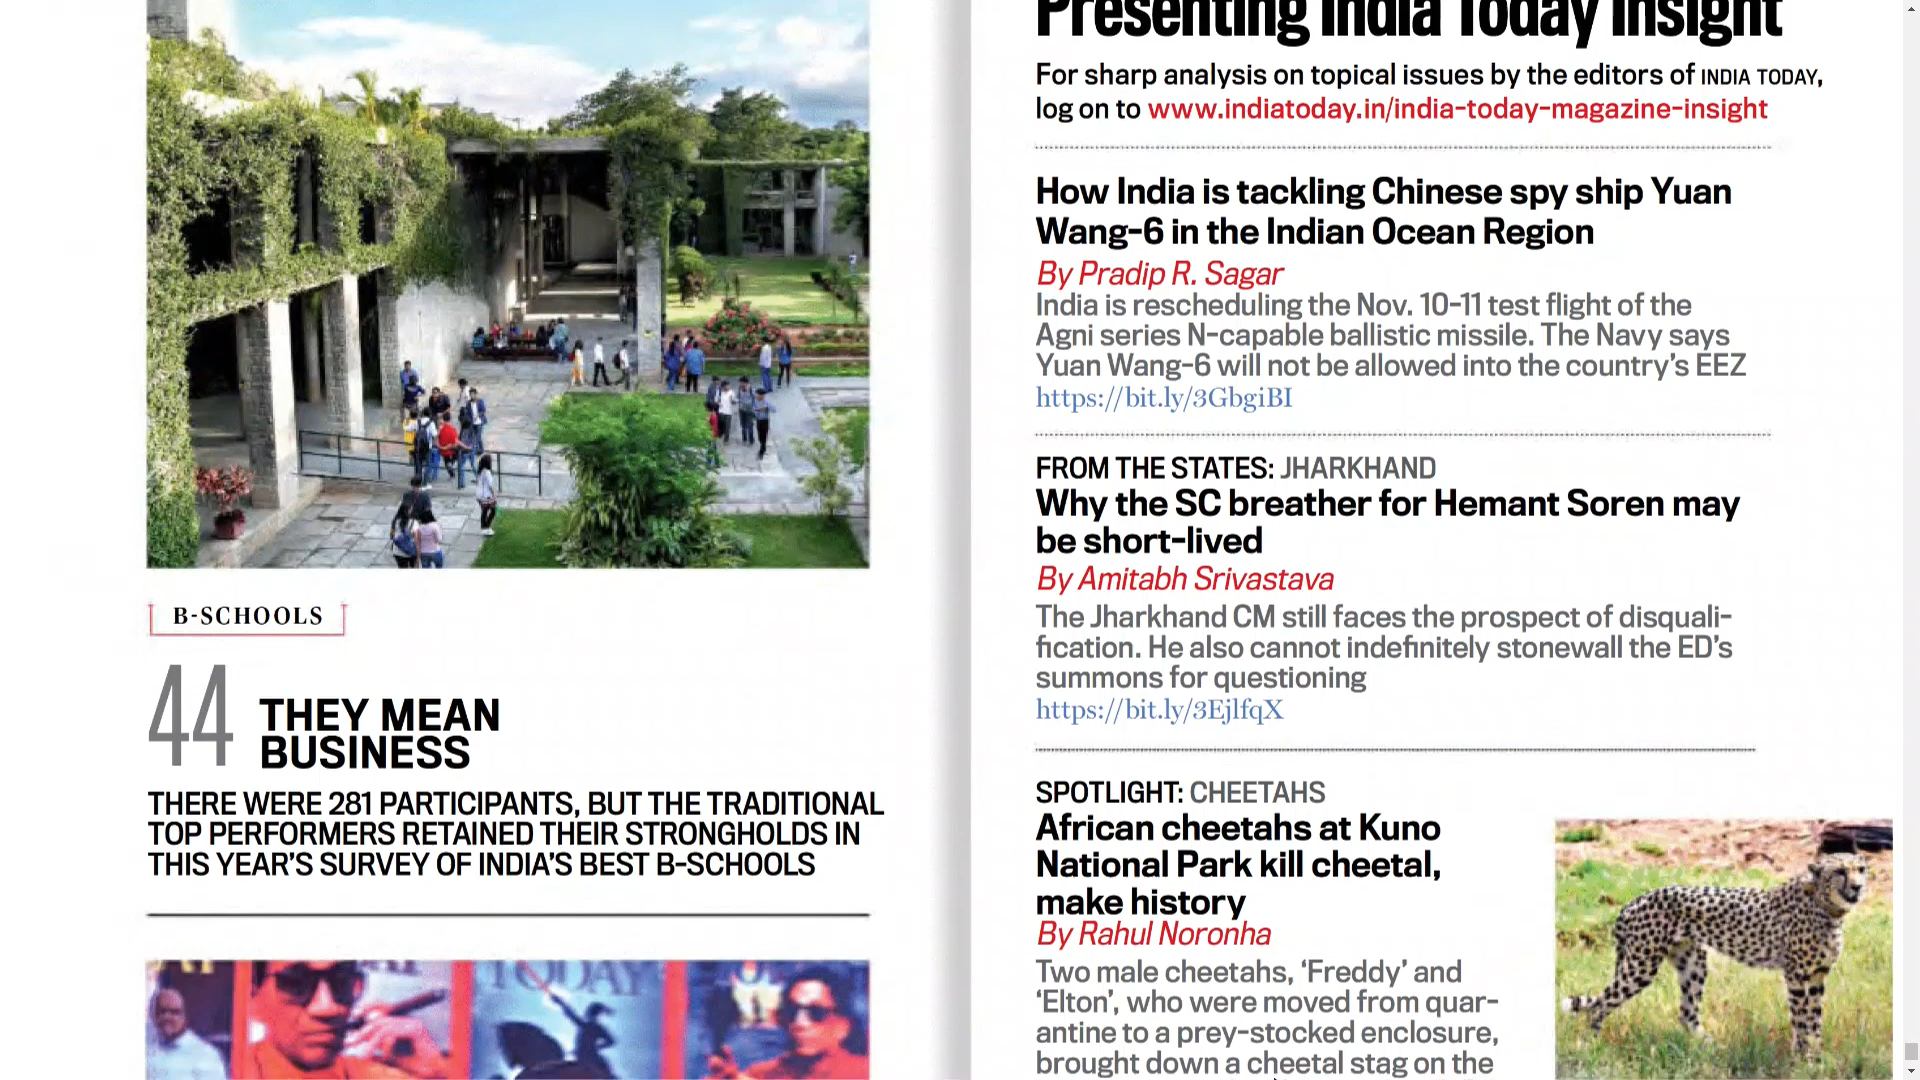 B-SCHOOLS
44
THEY MEAN
BUSINESS
THERE WERE 281 PARTICIPANTS, BUT THE TRADITIONAL
TOP PERFORMERS RETAINED THEIR STRONGHOLDS IN
THIS YEAR'S SURVEY OF INDIA'S BEST B-SCHOOLS
TODAY
Presenting India Today Insight
For sharp analysis on topical issues by the editors of INDIA TODAY,
log on to www.indiatoday.in/india-today-magazine-insight
How India is tackling Chinese spy ship Yuan
Wang-6 in the Indian Ocean Region
By Pradip R. Sagar
India is rescheduling the Nov. 10-11 test flight of the
Agni series N-capable ballistic missile. The Navy says
Yuan Wang-6 will not be allowed into the country's EEZ
https://bit.ly/3GbgiBI
FROM THE STATES: JHARKHAND
Why the SC breather for Hemant Soren may
be short-lived
By Amitabh Srivastava
The Jharkhand CM still faces the prospect of disquali-
fication. He also cannot indefinitely stonewall the ED's
summons for questioning
https://bit.ly/3EjlfqX
SPOTLIGHT: CHEETAHS
African cheetahs at Kuno
National Park kill cheetal,
make history
By Rahul Noronha
Two male cheetahs, 'Freddy' and
'Elton', who were moved from quar-
antine to a prey-stocked enclosure,
brought down a cheetal stag on the